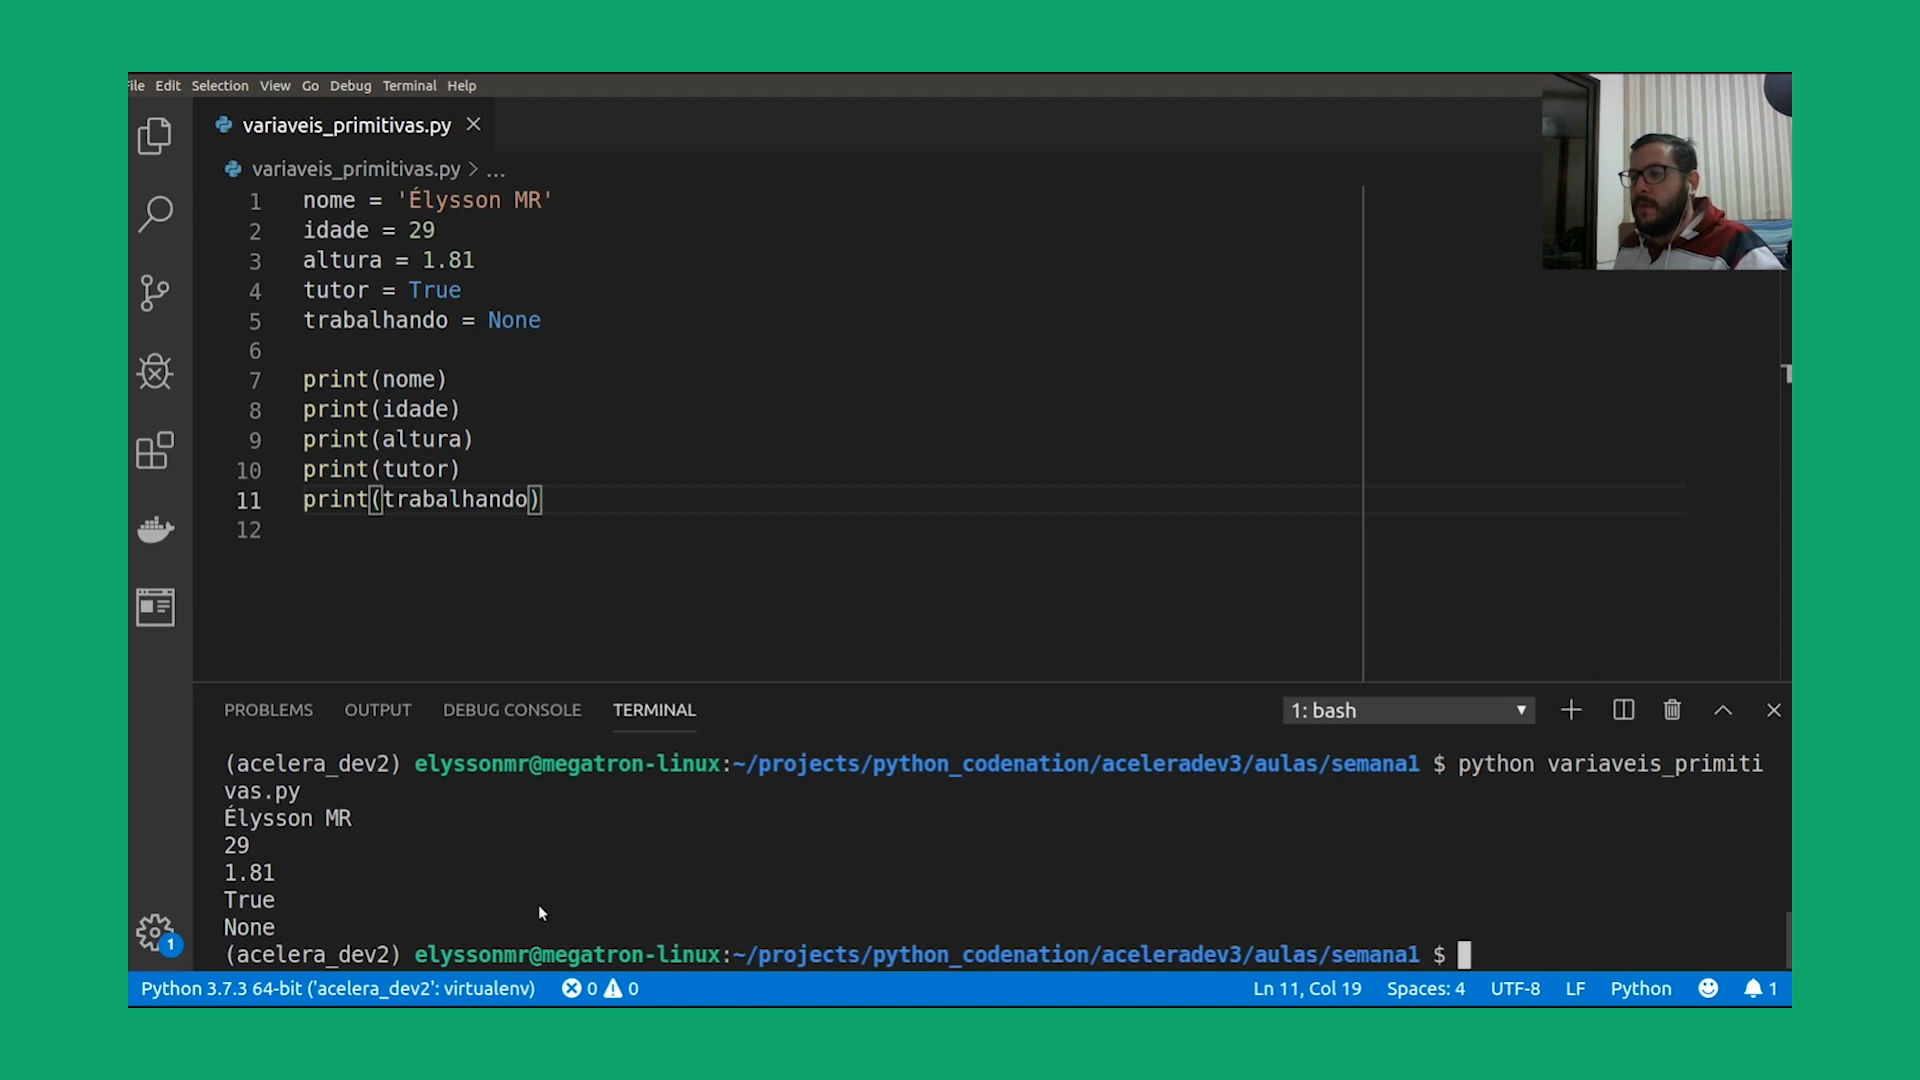 File Edit Selection View Go Debug Terminal Help
variaveis_primitivas.py
variaveis_primitivas.py > ...
1 nome = 'Élysson MR'
2 idade = 29
3 altura = 1.81
4 tutor = True
5 trabalhando = None
6
7 print(nome)
8 print(idade)
9 print(altura)
10 print(tutor)
11 print(trabalhando)
12
PROBLEMS OUTPUT DEBUG CONSOLE TERMINAL 1: bash
(acelera_dev2) elyssonmr@megatron-linux:~/projects/python_codenation/aceleradev3/aulas/semana1 $ python variaveis_primiti
vas.py
Élysson MR
29
1.81
True
None
(acelera_dev2) elyssonmr@megatron-linux:~/projects/python_codenation/aceleradev3/aulas/semana1 $
1
Python 3.7.3 64-bit ('acelera_dev2': virtualenv) 0 0 Ln 11, Col 19 Spaces: 4 UTF-8 LF Python 1